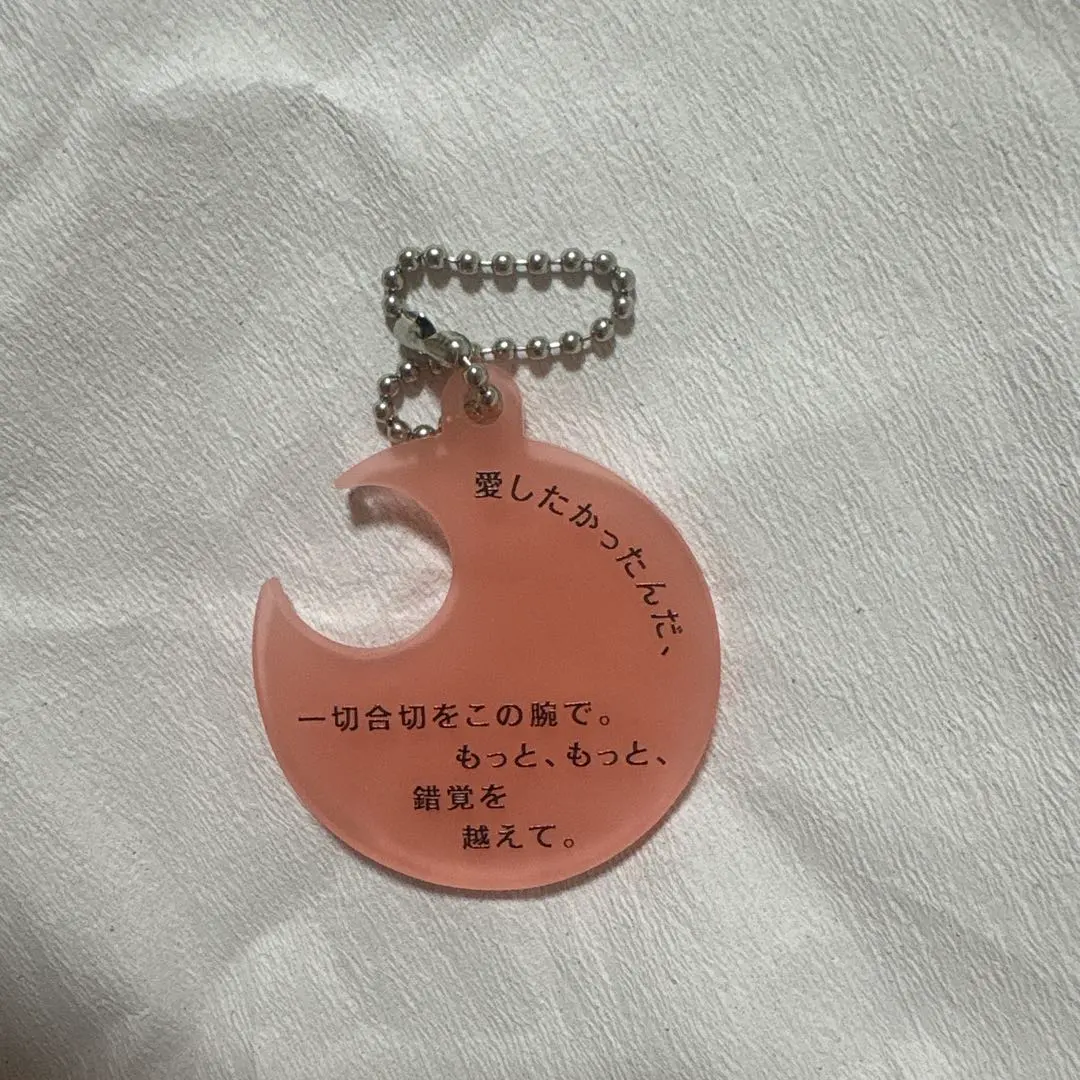 愛したかったんだ、
一切合切をこの腕で。
もっと、もっと、
錯覚を
越えて。